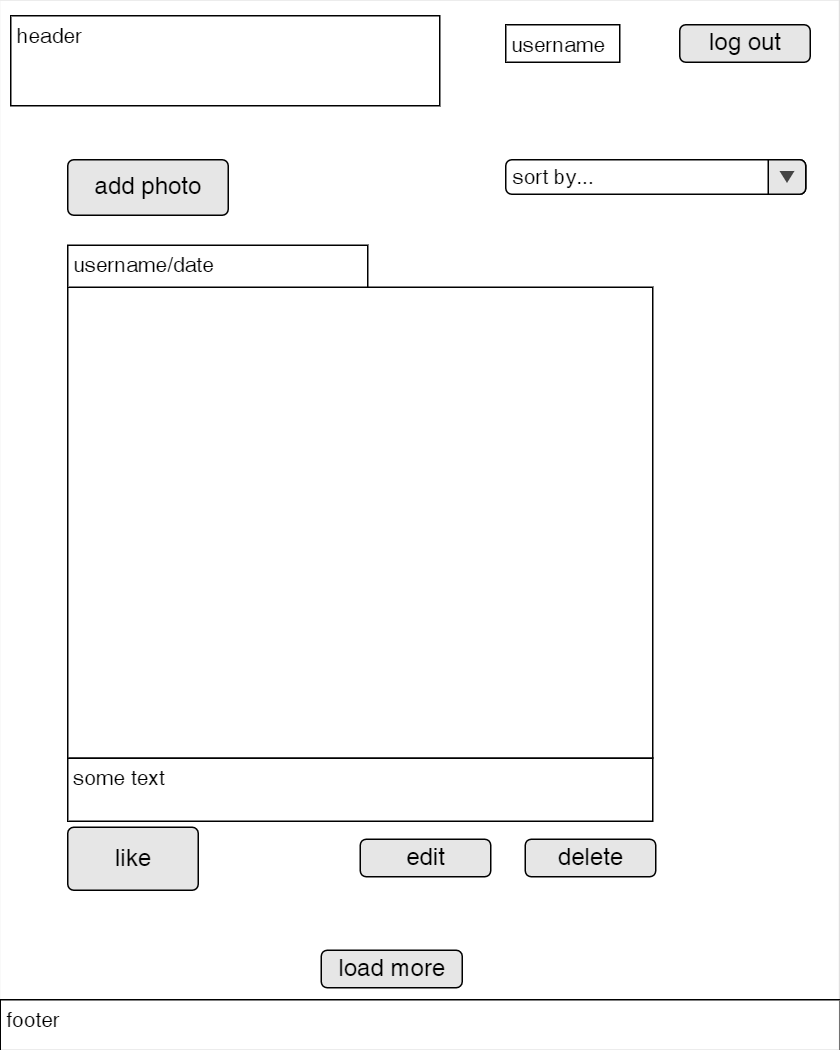 header
username
log out
add photo
sort by...
username/date
some text
like
edit
delete
load more
footer